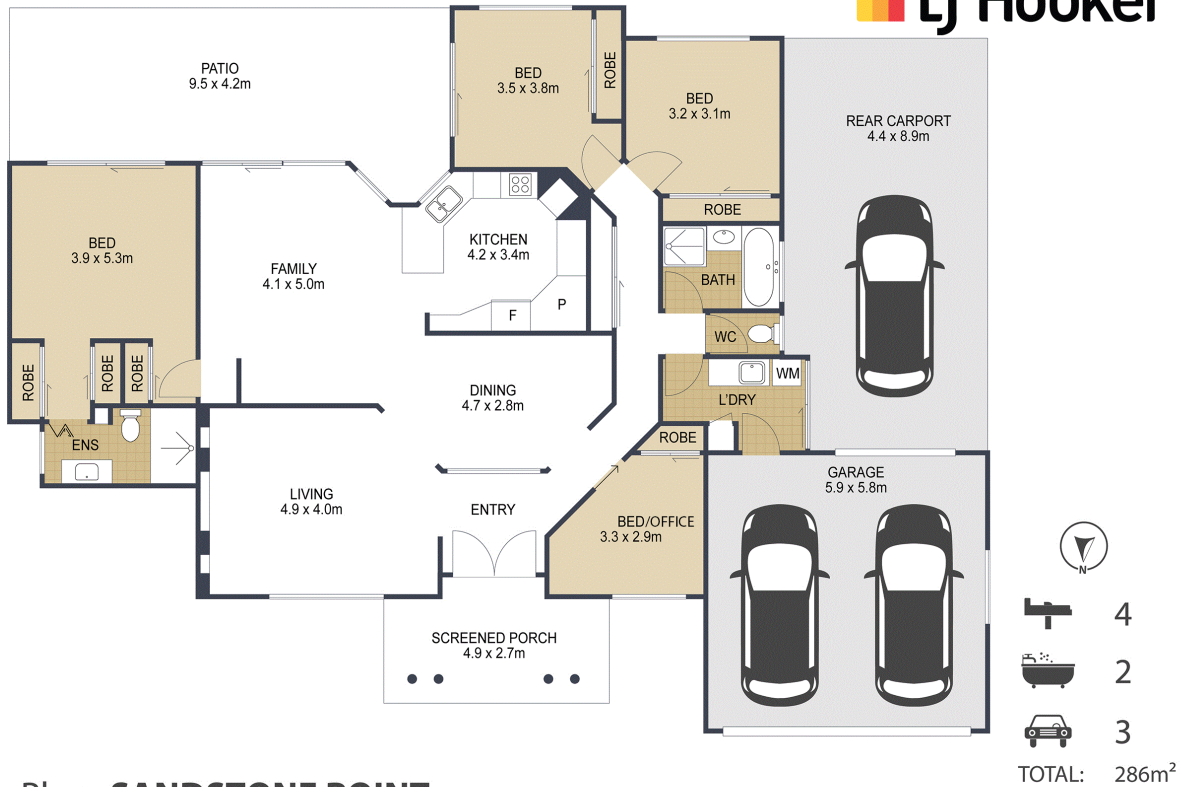 LJ Hooker
PATIO
9.5 x 4.2m
BED
3.5 x 3.8m
ROBE
BED
3.2 x 3.1m
ROBE
REAR CARPORT
4.4 x 8.9m
BED
3.9 x 5.3m
FAMILY
4.1 x 5.0m
KITCHEN
4.2 x 3.4m
F
P
BATH
WC
WM
L'DRY
ROBE
ROBE
ROBE
ROBE
ENS
DINING
4.7 x 2.8m
LIVING
4.9 x 4.0m
ENTRY
BED/OFFICE
3.3 x 2.9m
GARAGE
5.9 x 5.8m
SCREENED PORCH
4.9 x 2.7m
N
4
2
3
TOTAL: 286m²
SANDSTONE POINT